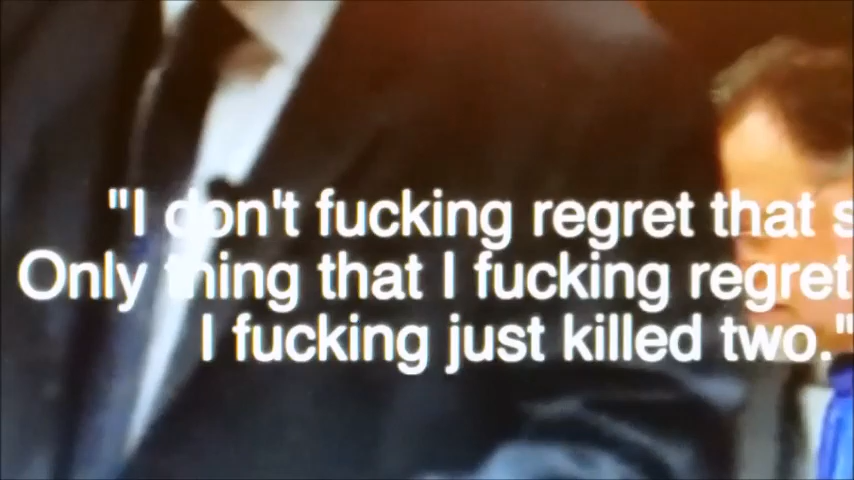 "I don't fucking regret that s
Only thing that I fucking regret
I fucking just killed two."